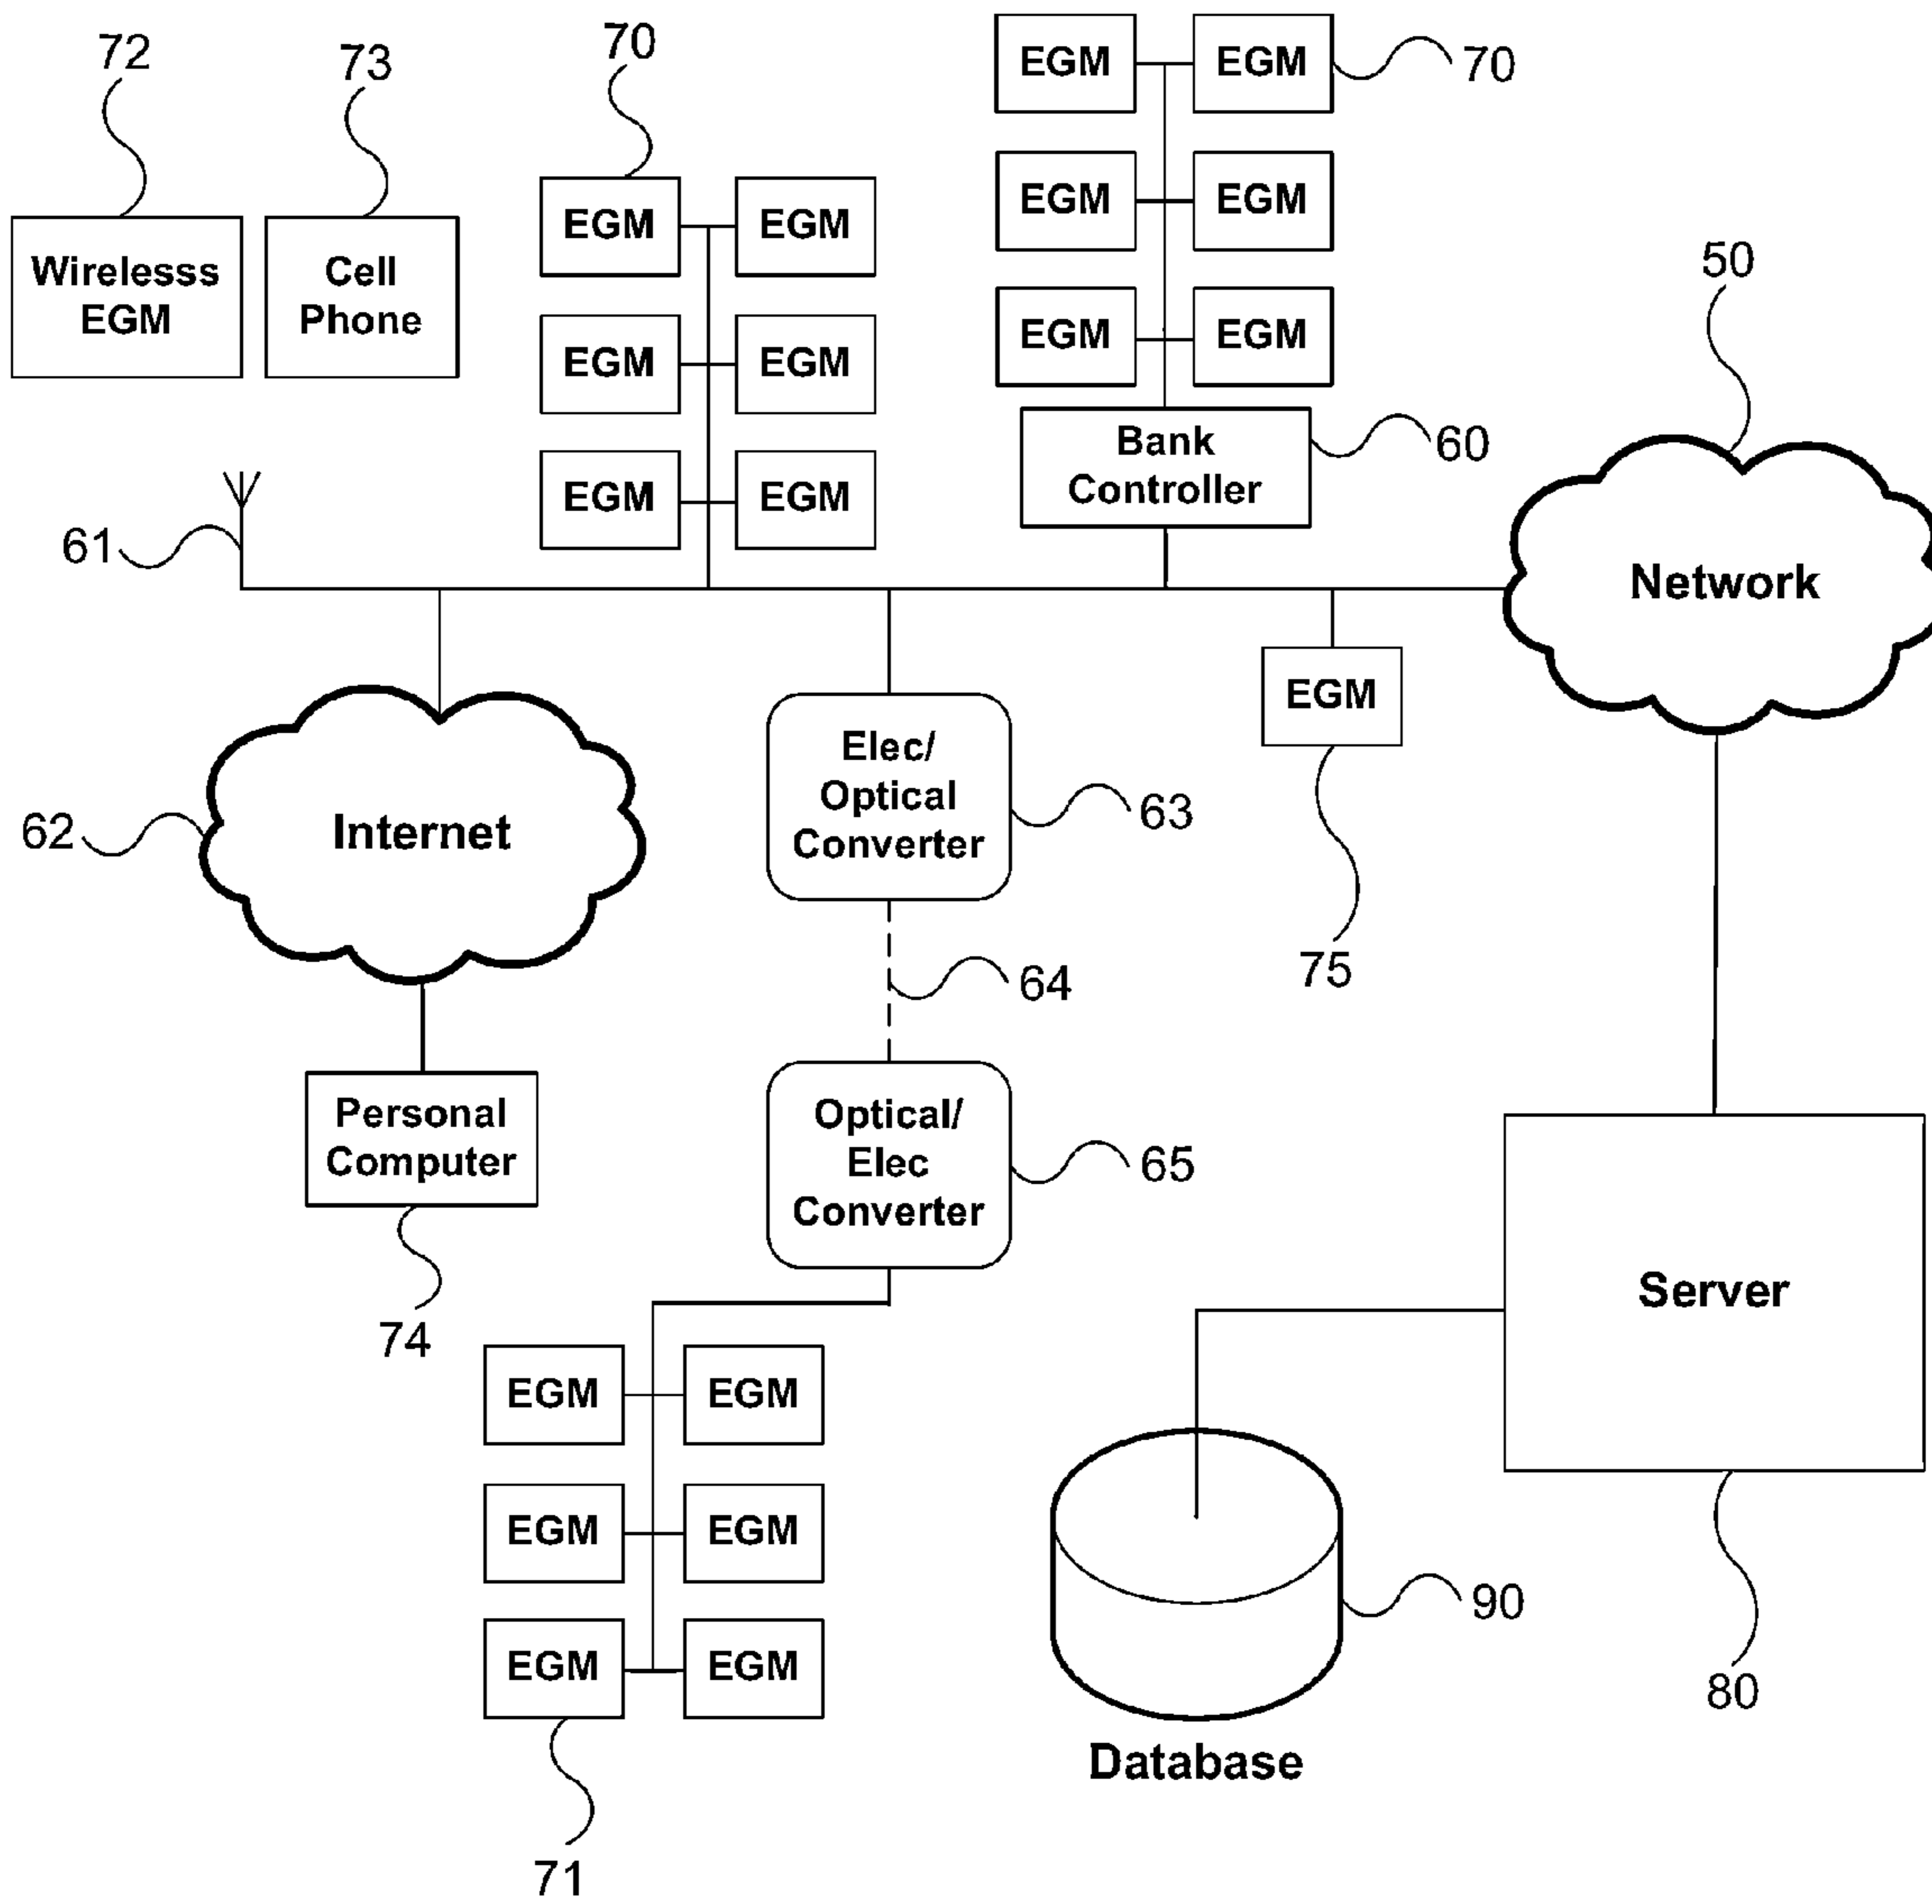 72
73
70
EGM EGM
70
EGM EGM
EGM EGM
EGM EGM
EGM EGM
EGM EGM
Wirelesss
EGM
Cell
Phone
50
Bank
Controller
60
61
Network
62
Internet
Elec/
Optical
Converter
63
EGM
75
64
Personal
Computer
74
Optical/
Elec
Converter
65
Server
80
EGM EGM
EGM EGM
EGM EGM
71
90
Database